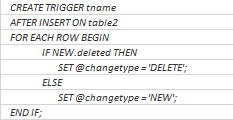 CREATE TRIGGER tname
AFTER INSERT ON table2
FOR EACH ROW BEGIN
IF NEW.deleted THEN
SET @changetype = 'DELETE';
ELSE
SET @changetype = 'NEW';
END IF;